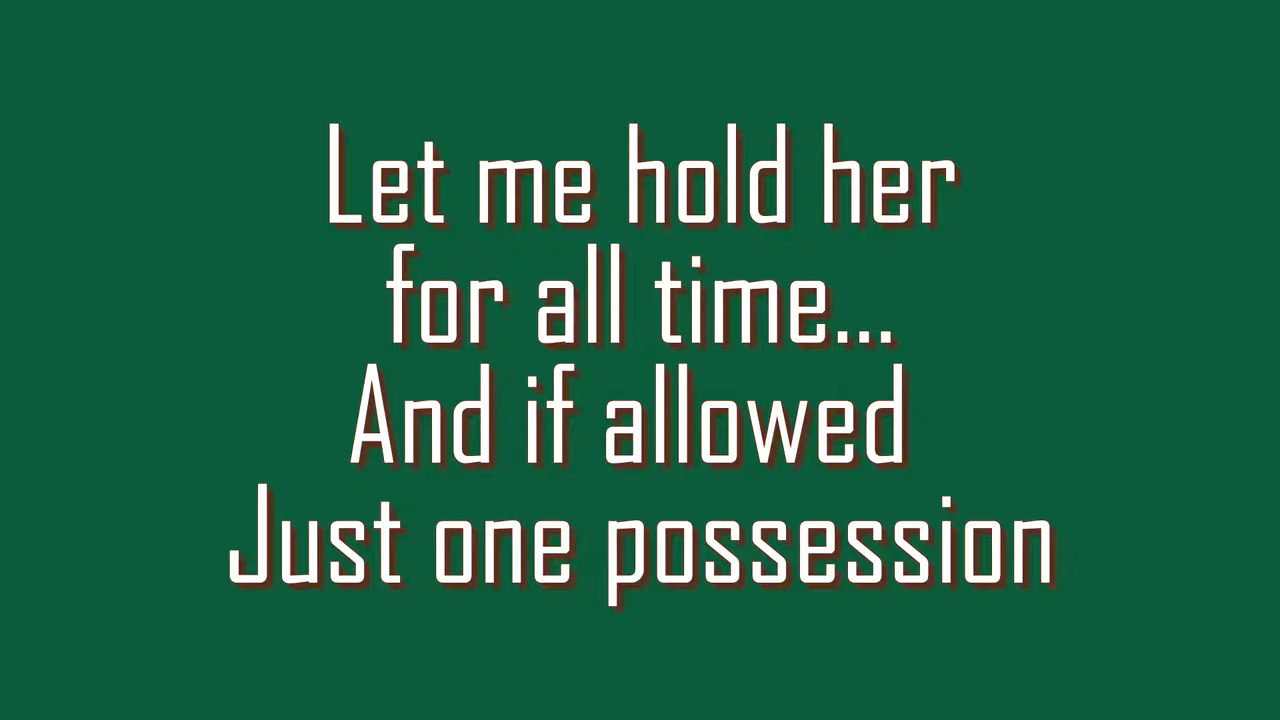 Let me hold her
for all time...
And if allowed
Just one possession